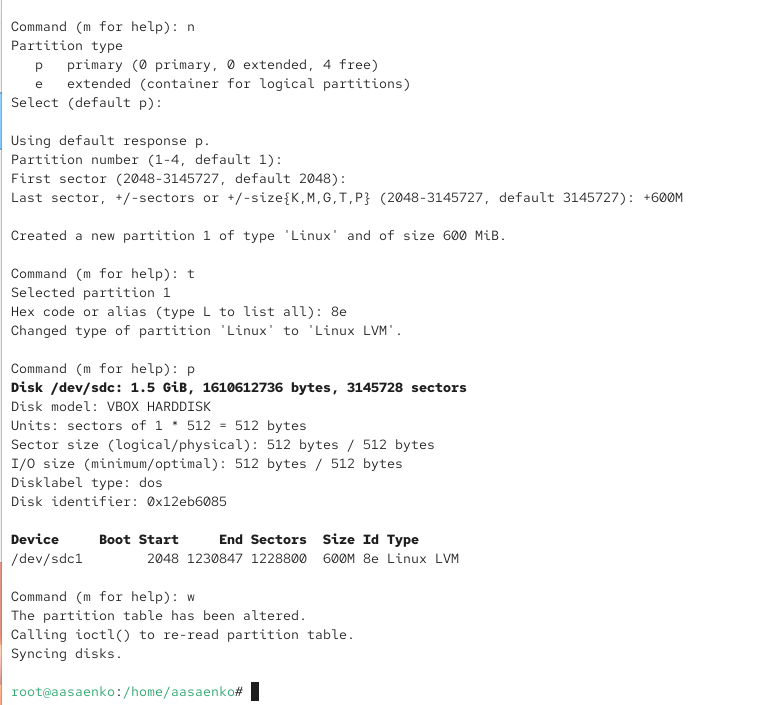 Command (m for help): n
Partition type
   p   primary (0 primary, 0 extended, 4 free)
   e   extended (container for logical partitions)
Select (default p):
Using default response p.
Partition number (1-4, default 1):
First sector (2048-3145727, default 2048):
Last sector, +/-sectors or +/-size{K,M,G,T,P} (2048-3145727, default 3145727): +600M
Created a new partition 1 of type 'Linux' and of size 600 MiB.
Command (m for help): t
Selected partition 1
Hex code or alias (type L to list all): 8e
Changed type of partition 'Linux' to 'Linux LVM'.
Command (m for help): p
Disk /dev/sdc: 1.5 GiB, 1610612736 bytes, 3145728 sectors
Disk model: VBOX HARDDISK
Units: sectors of 1 * 512 = 512 bytes
Sector size (logical/physical): 512 bytes / 512 bytes
I/O size (minimum/optimal): 512 bytes / 512 bytes
Disklabel type: dos
Disk identifier: 0x12eb6085
Device     Boot Start     End Sectors  Size Id Type
/dev/sdc1        2048 1230847 1228800  600M 8e Linux LVM
Command (m for help): w
The partition table has been altered.
Calling ioctl() to re-read partition table.
Syncing disks.
root@aasaenko:/home/aasaenko#